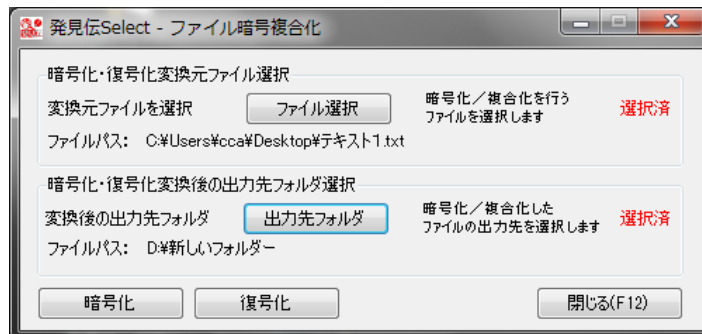 発見伝Select - ファイル暗号複合化
暗号化・復号化変換元ファイル選択
変換元ファイルを選択
ファイル選択
暗号化／複合化を行う
ファイルを選択します
選択済
ファイルパス： C:¥Users¥cca¥Desktop¥テキスト1.txt
暗号化・復号化変換後の出力先フォルダ選択
変換後の出力先フォルダ
出力先フォルダ
暗号化／複合化した
ファイルの出力先を選択します
選択済
ファイルパス： D:¥新しいフォルダー
暗号化
復号化
閉じる(F12)